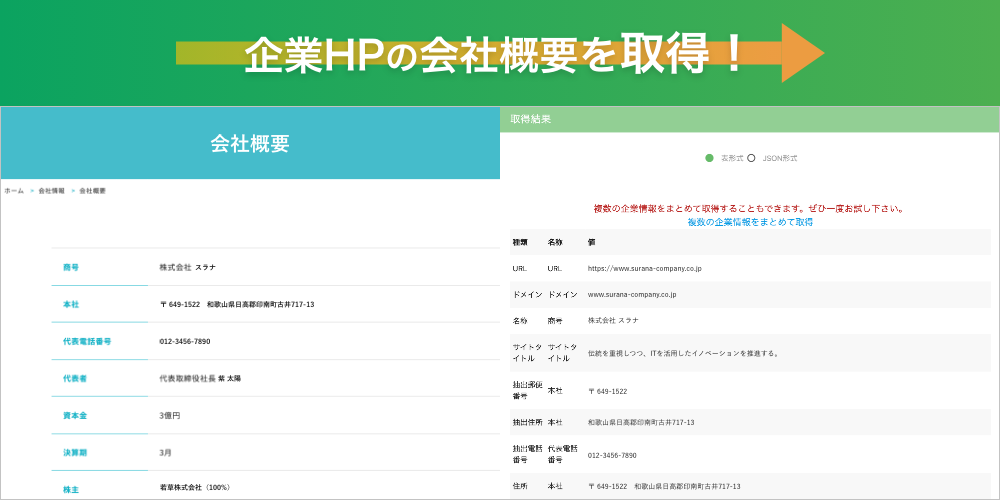 企業HPの会社概要を取得！
会社概要
ホーム > 会社情報 > 会社概要
商号 株式会社 スラナ
本社 〒 649-1522　和歌山県日高郡印南町古井717-13
代表電話番号 012-3456-7890
代表者 代表取締役社長 紫 太陽
資本金 3億円
決算期 3月
株主 若草株式会社（100%）
取得結果
表形式 JSON形式
複数の企業情報をまとめて取得することもできます。ぜひ一度お試し下さい。
複数の企業情報をまとめて取得
種類 名称 値
URL URL https://www.surana-company.co.jp
ドメイン ドメイン www.surana-company.co.jp
名称 商号 株式会社 スラナ
サイトタイトル サイトタイトル 伝統を重視しつつ、ITを活用したイノベーションを推進する。
抽出郵便番号 本社 〒 649-1522
抽出住所 本社 和歌山県日高郡印南町古井717-13
抽出電話番号 代表電話番号 012-3456-7890
住所 本社 〒 649-1522　和歌山県日高郡印南町古井717-13